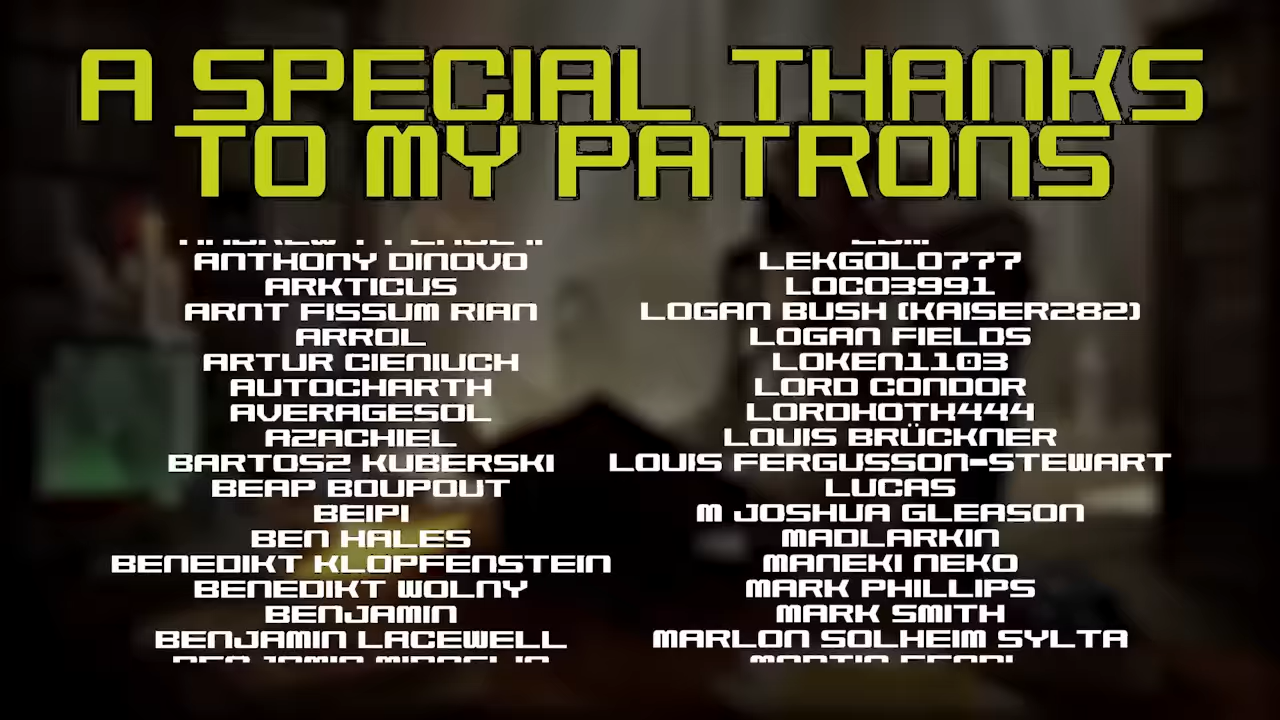 A SPECIAL THANKS
TO MY PATRONS
ANTHONY DINOVO
ARKTICUS
ARNT FISSUM RIAN
ARROL
ARTUR CIENIUCH
AUTOCHARTH
AVERAGESOL
AZACHIEL
BARTOSZ KUBERSKI
BEAP BOUPOUT
BEIPI
BEN HALES
BENEDIKT KLOPFENSTEIN
BENEDIKT WOLNY
BENJAMIN
BENJAMIN LACEWELL
LEKGOLO777
LOCO3991
LOGAN BUSH (KAISER282)
LOGAN FIELDS
LOKEN1103
LORD CONDOR
LORDHOTH444
LOUIS BRÜCKNER
LOUIS FERGUSSON-STEWART
LUCAS
M JOSHUA GLEASON
MADLARKIN
MANEKI NEKO
MARK PHILLIPS
MARK SMITH
MARLON SOLHEIM SYLTA